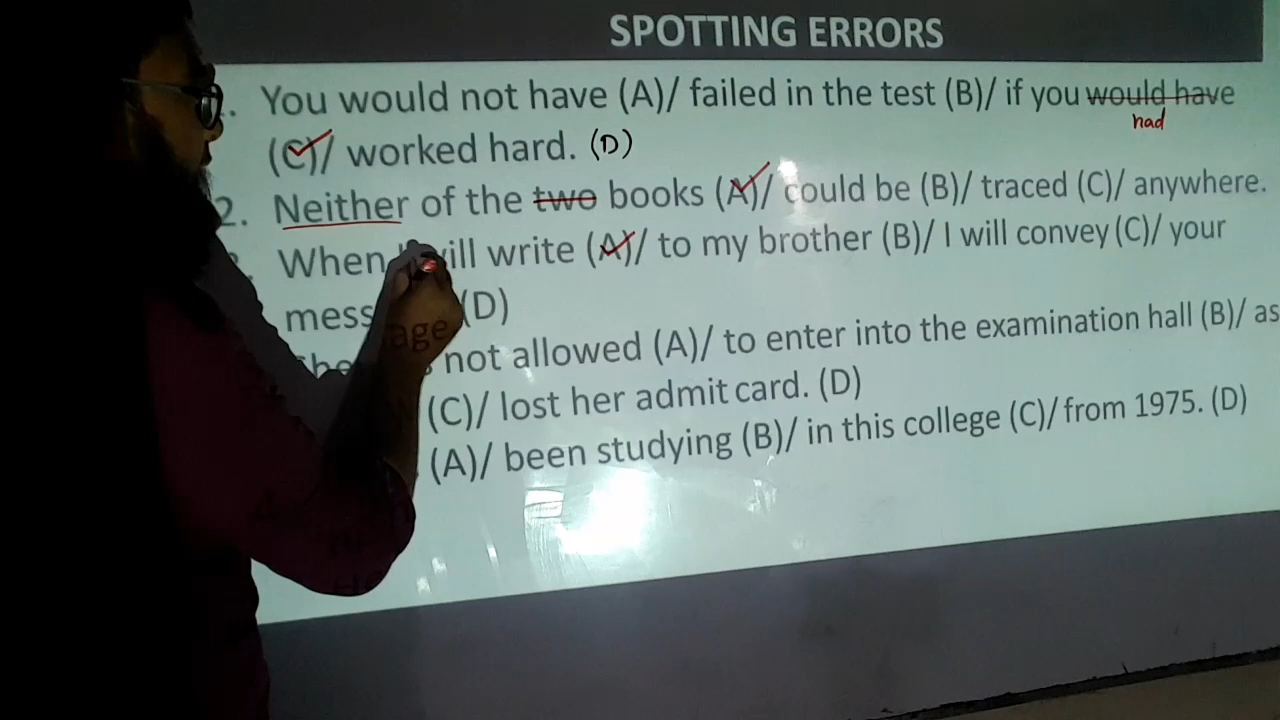 SPOTTING ERRORS
You would not have (A)/ failed in the test (B)/ if you would have
had
(C)/ worked hard. (D)
2. Neither of the two books (A)/ could be (B)/ traced (C)/ anywhere.
When will write (A)/ to my brother (B)/ I will convey (C)/ your
message (D)
not allowed (A)/ to enter into the examination hall (B)/ as
(C)/ lost her admit card. (D)
(A)/ been studying (B)/ in this college (C)/ from 1975. (D)